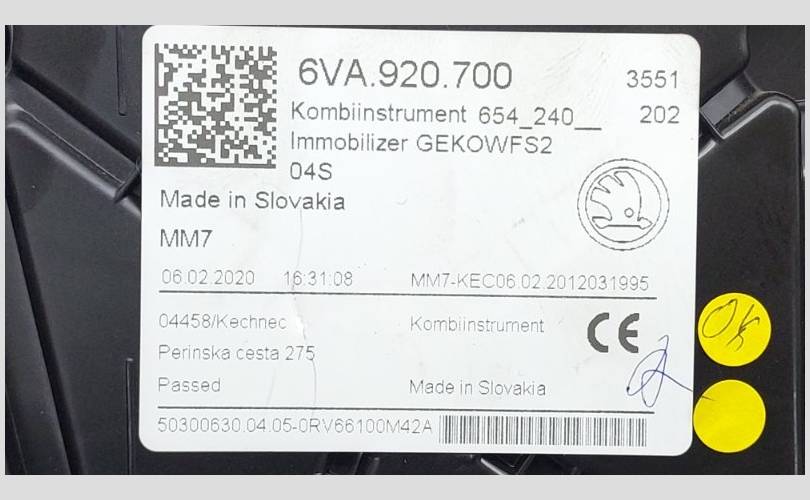 6VA.920.700 3551
Kombiinstrument 654_240__ 202
Immobilizer GEKOWFS2
04S
Made in Slovakia
MM7
06.02.2020 16:31:08 MM7-KEC06.02.2012031995
04458/Kechnec Kombiinstrument CE
Perinska cesta 275
Passed Made in Slovakia
50300630.04.05-0RV66100M42A
OK